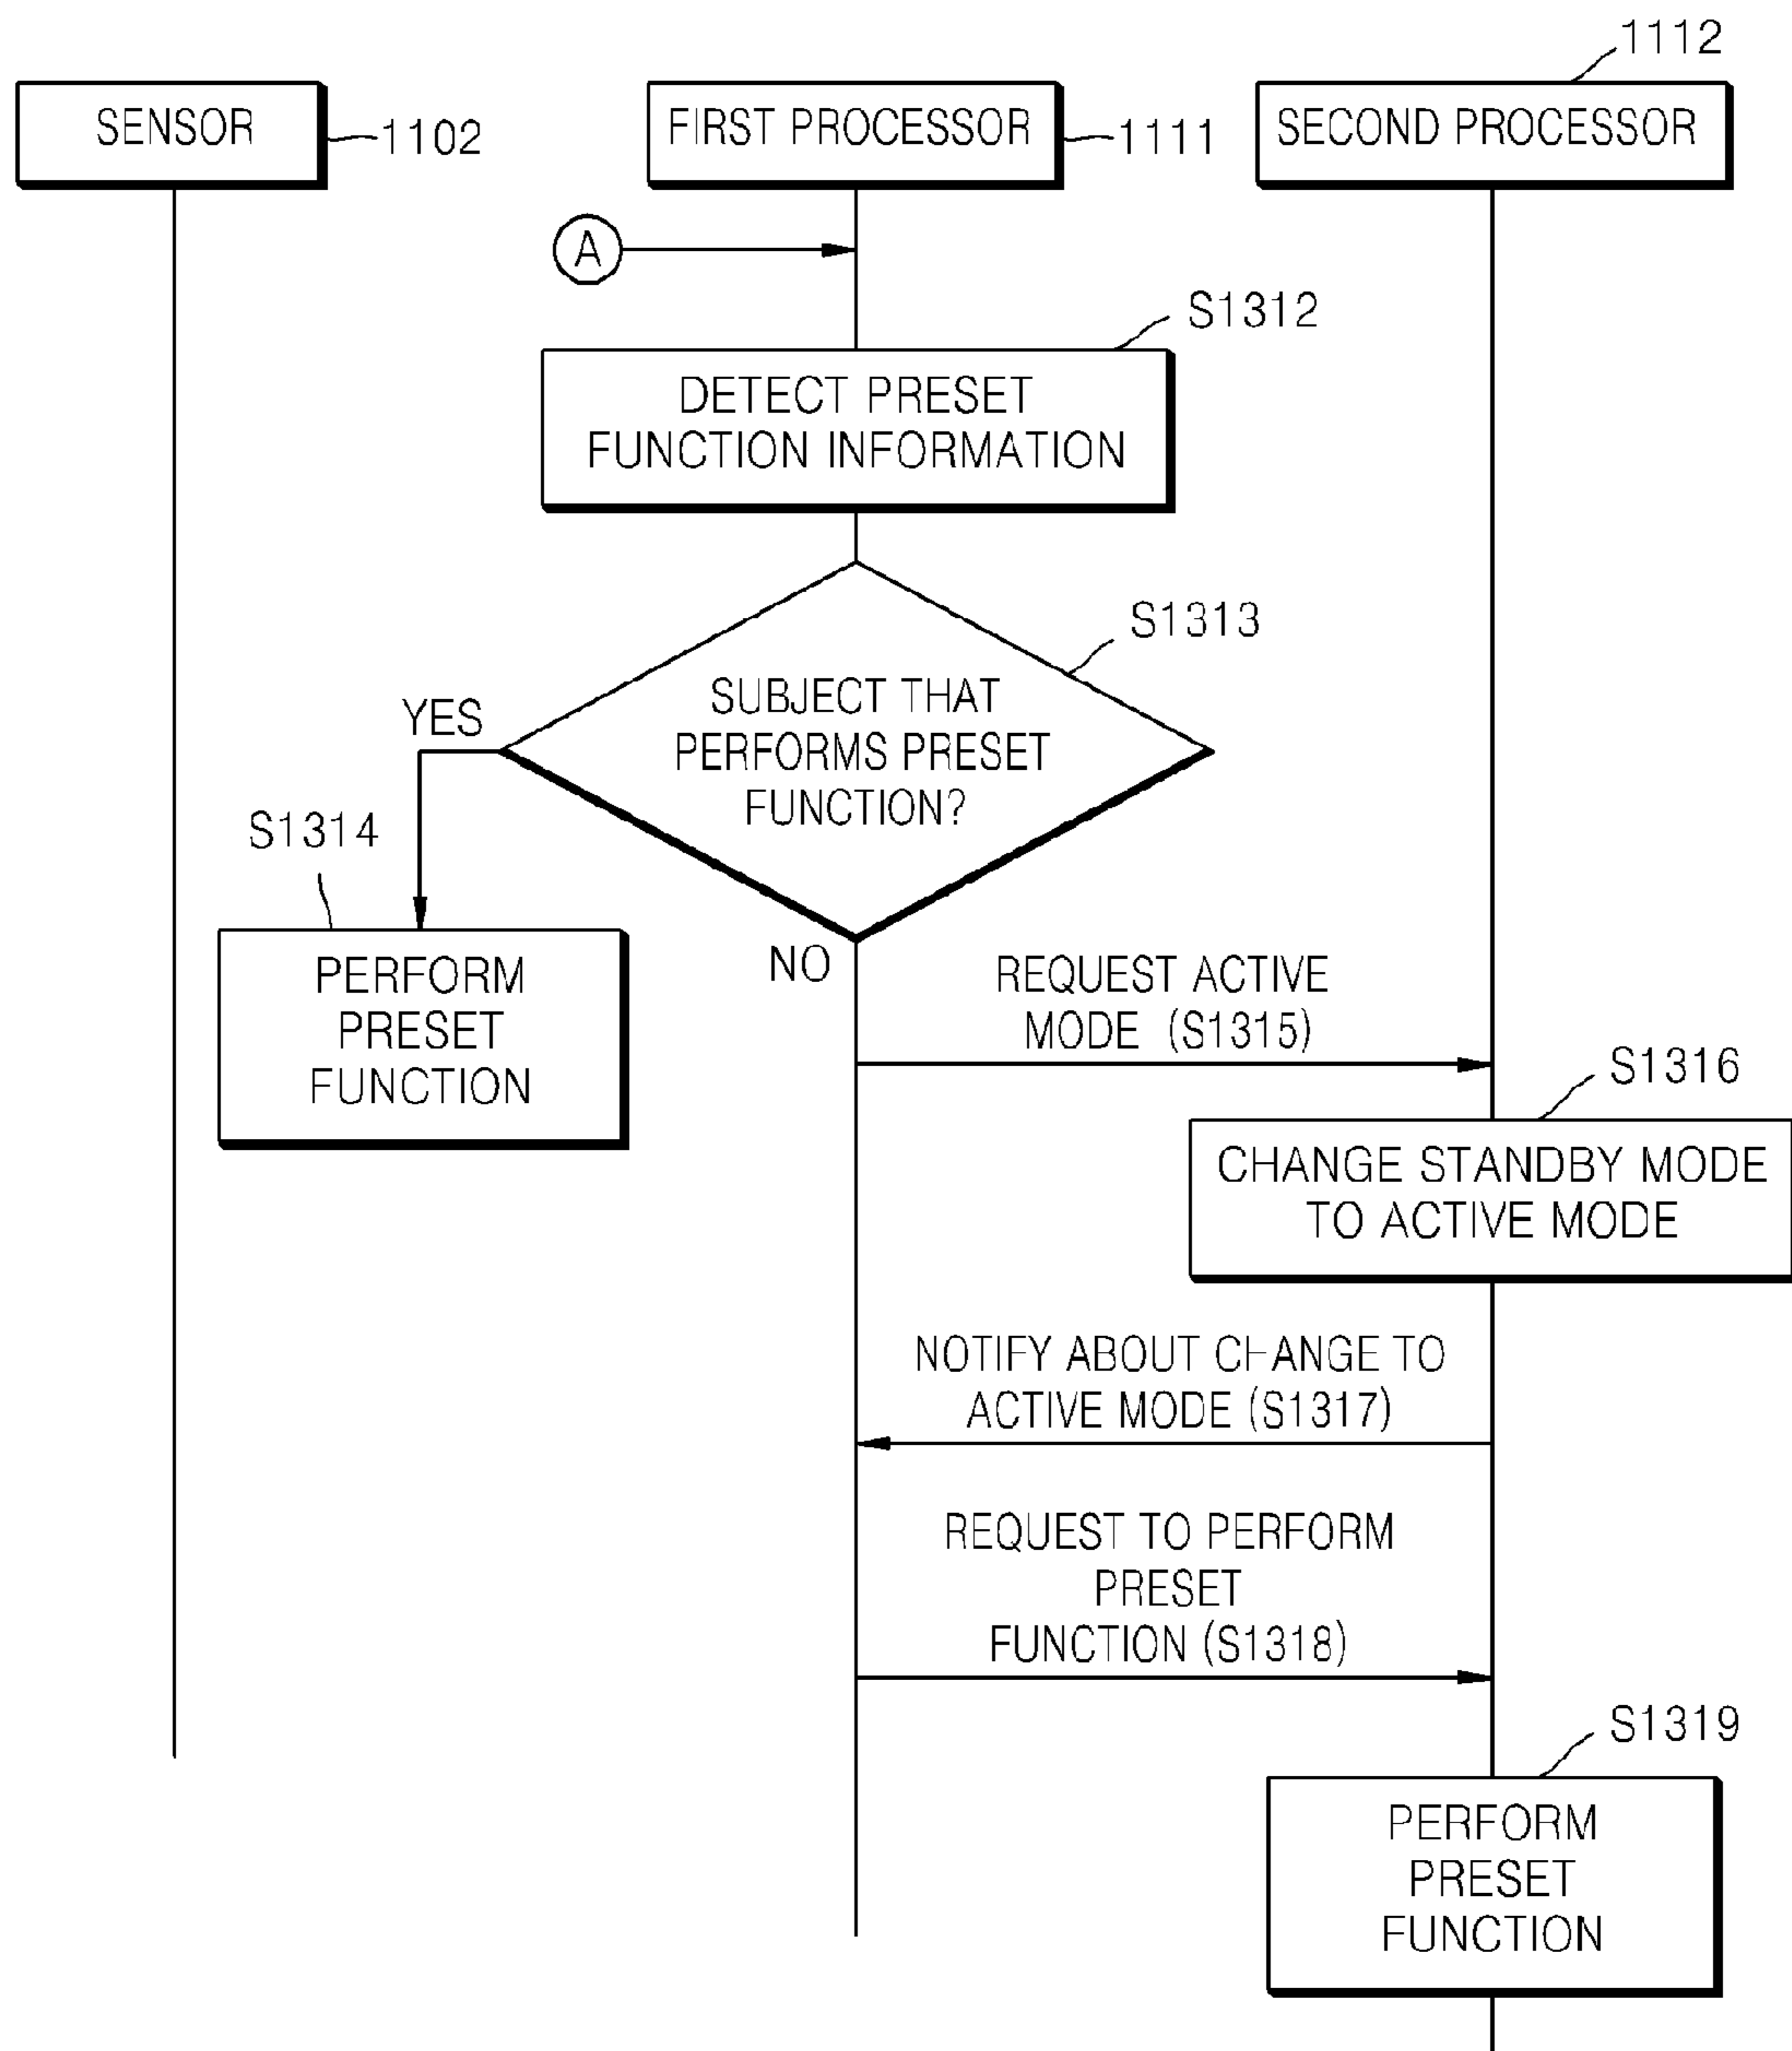 1112
SENSOR
1102
FIRST PROCESSOR
1111
SECOND PROCESSOR
A
S1312
DETECT PRESET
FUNCTION INFORMATION
S1313
SUBJECT THAT
PERFORMS PRESET
FUNCTION?
YES
S1314
PERFORM
PRESET
FUNCTION
NO
REQUEST ACTIVE
MODE (S1315)
S1316
CHANGE STANDBY MODE
TO ACTIVE MODE
NOTIFY ABOUT CHANGE TO
ACTIVE MODE (S1317)
REQUEST TO PERFORM
PRESET
FUNCTION (S1318)
S1319
PERFORM
PRESET
FUNCTION